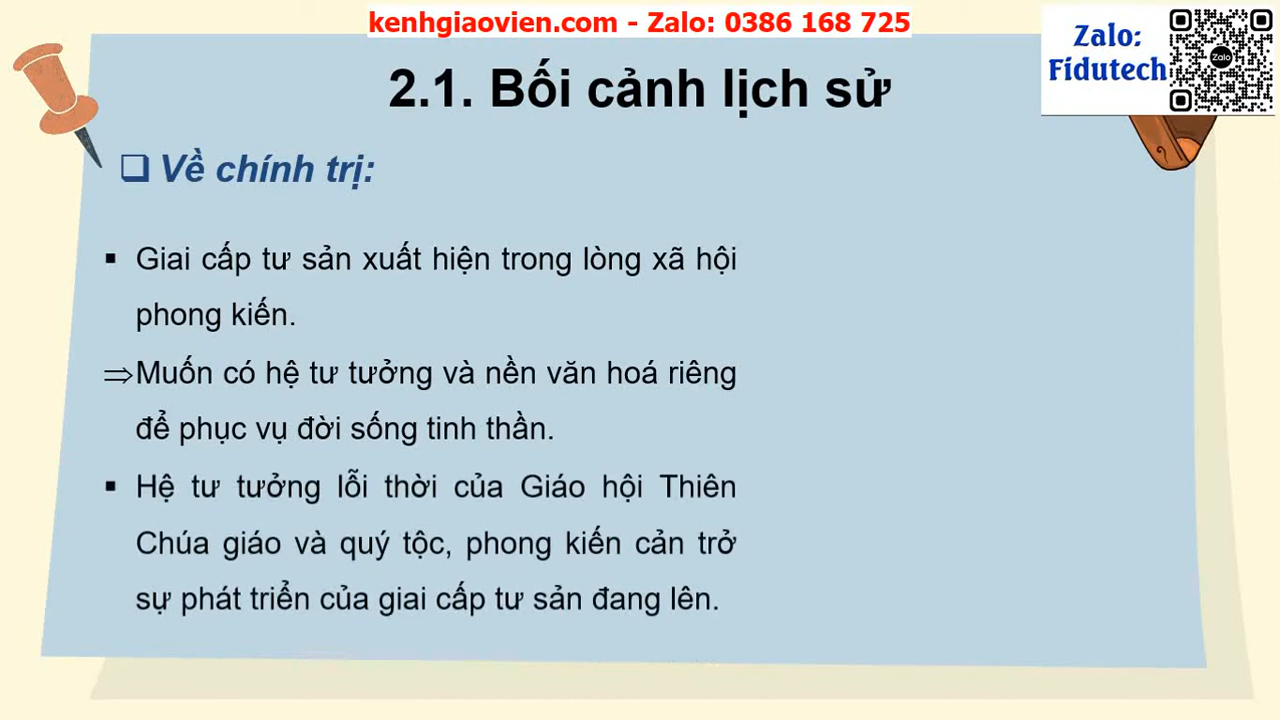 kenhgiaovien.com - Zalo: 0386 168 725
Zalo:
Fidutech
Zalo
2.1. Bối cảnh lịch sử
❑ Về chính trị:
▪ Giai cấp tư sản xuất hiện trong lòng xã hội
phong kiến.
⇒Muốn có hệ tư tưởng và nền văn hoá riêng
để phục vụ đời sống tinh thần.
▪ Hệ tư tưởng lỗi thời của Giáo hội Thiên
Chúa giáo và quý tộc, phong kiến cản trở
sự phát triển của giai cấp tư sản đang lên.